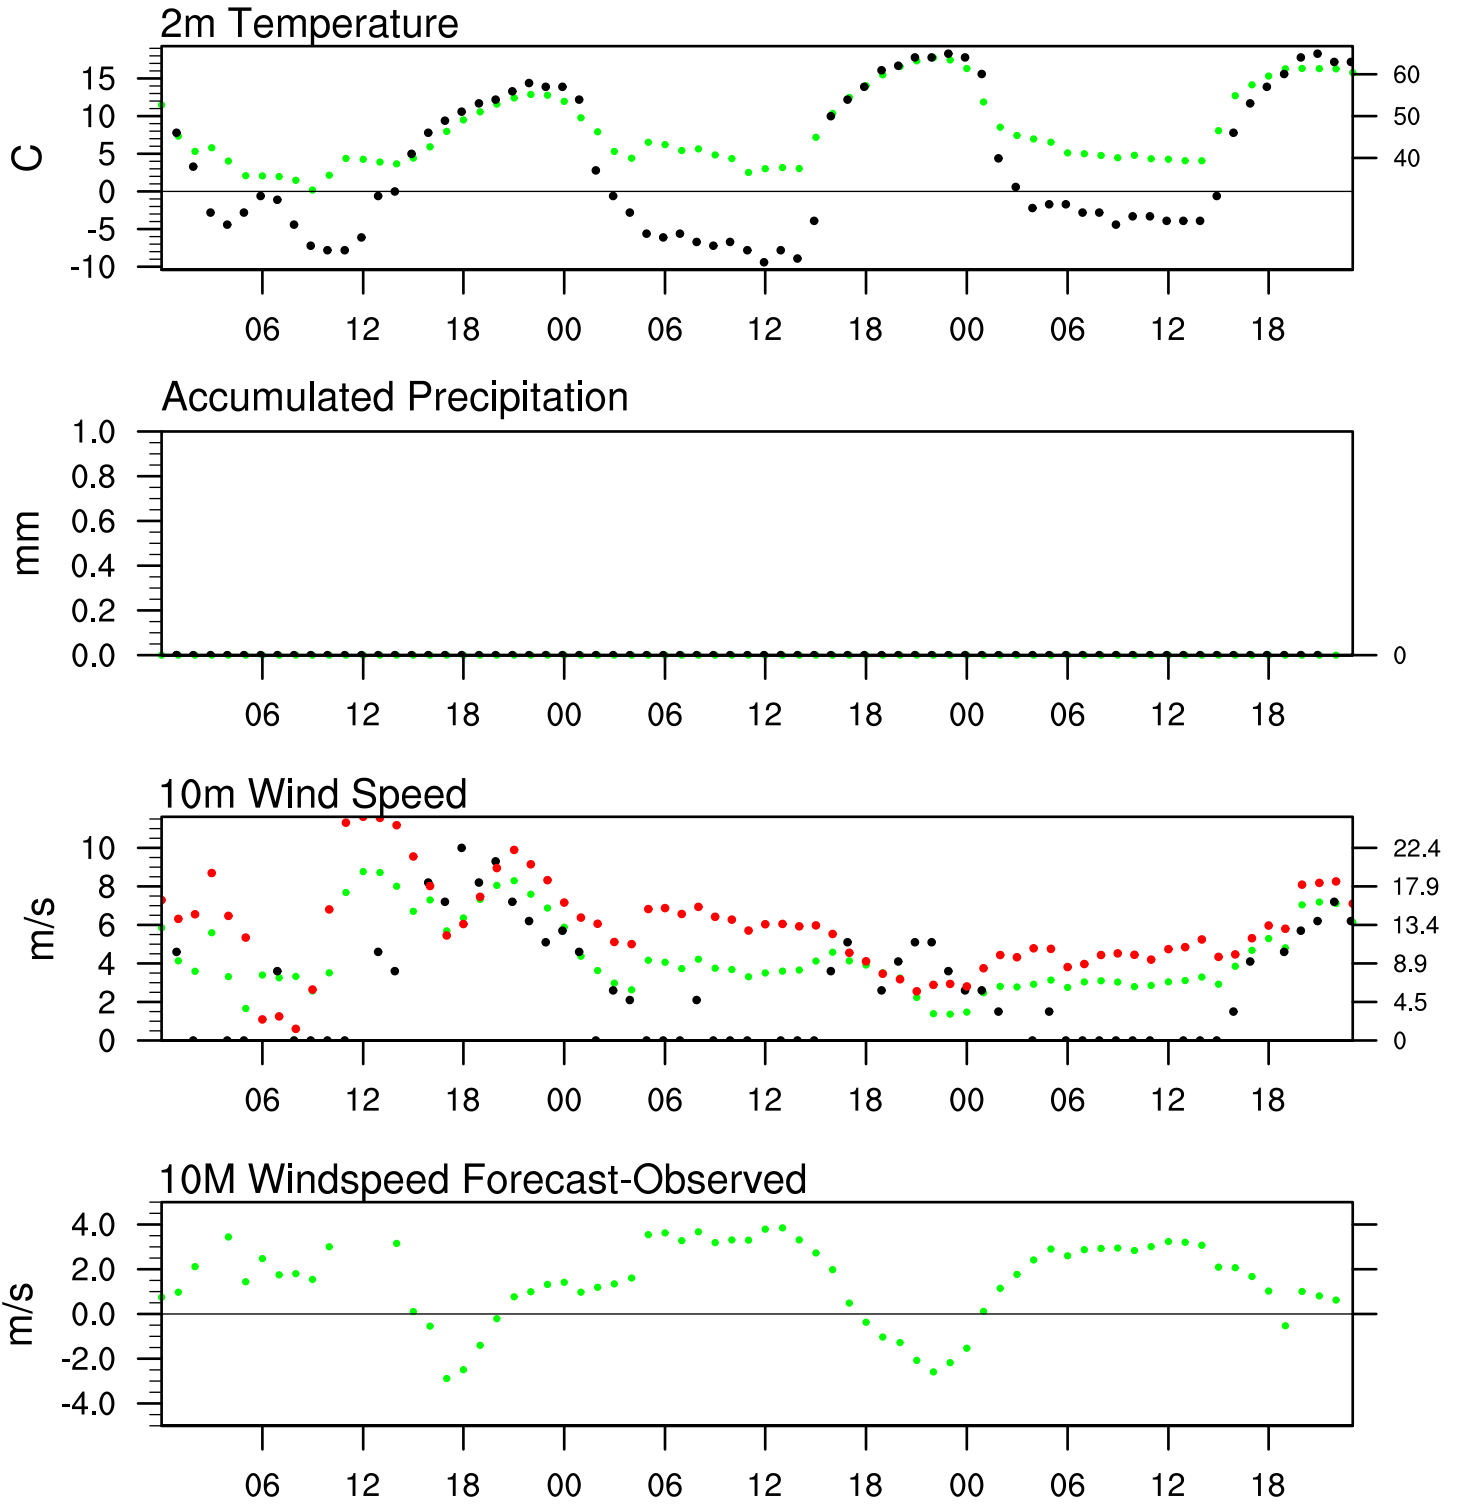 2m Temperature
15
10
5
0
-5
-10
C
60
50
40
06 12 18 00 06 12 18 00 06 12 18
Accumulated Precipitation
1.0
0.8
0.6
0.4
0.2
0.0
mm
0
06 12 18 00 06 12 18 00 06 12 18
10m Wind Speed
10
8
6
4
2
0
m/s
22.4
17.9
13.4
8.9
4.5
0
06 12 18 00 06 12 18 00 06 12 18
10M Windspeed Forecast-Observed
4.0
2.0
0.0
-2.0
-4.0
m/s
06 12 18 00 06 12 18 00 06 12 18